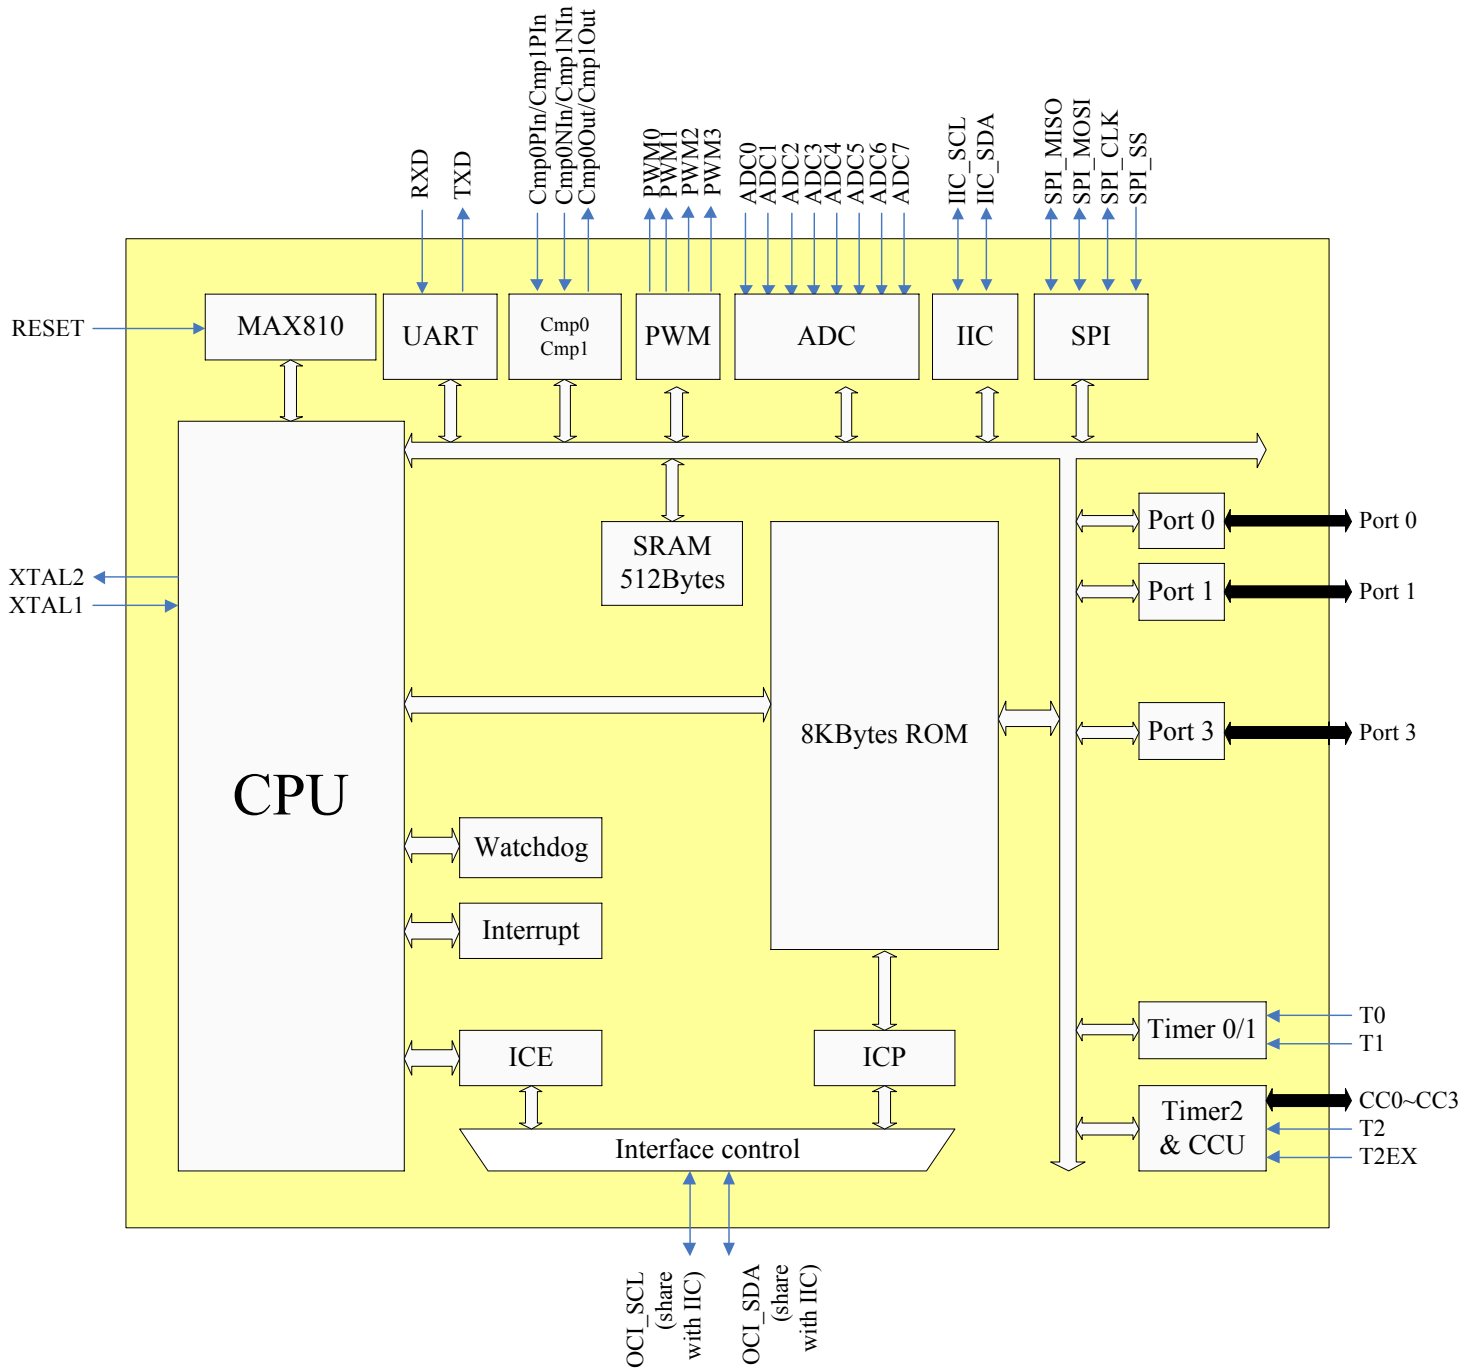 RXD
TXD
Cmp0PIn/Cmp1PIn
Cmp0NIn/Cmp1NIn
Cmp0Out/Cmp1Out
PWM0
PWM1
PWM2
PWM3
ADC0
ADC1
ADC2
ADC3
ADC4
ADC5
ADC6
ADC7
IIC_SCL
IIC_SDA
SPI_MISO
SPI_MOSI
SPI_CLK
SPI_SS
RESET
MAX810
UART
Cmp0
Cmp1
PWM
ADC
IIC
SPI
Port 0
Port 0
SRAM
512Bytes
XTAL2
XTAL1
Port 1
Port 1
8KBytes ROM
Port 3
Port 3
CPU
Watchdog
Interrupt
ICE
ICP
Timer 0/1
T0
T1
Timer2
& CCU
CC0~CC3
T2
T2EX
Interface control
OCI_SCL
(share
with IIC)
OCI_SDA
(share
with IIC)